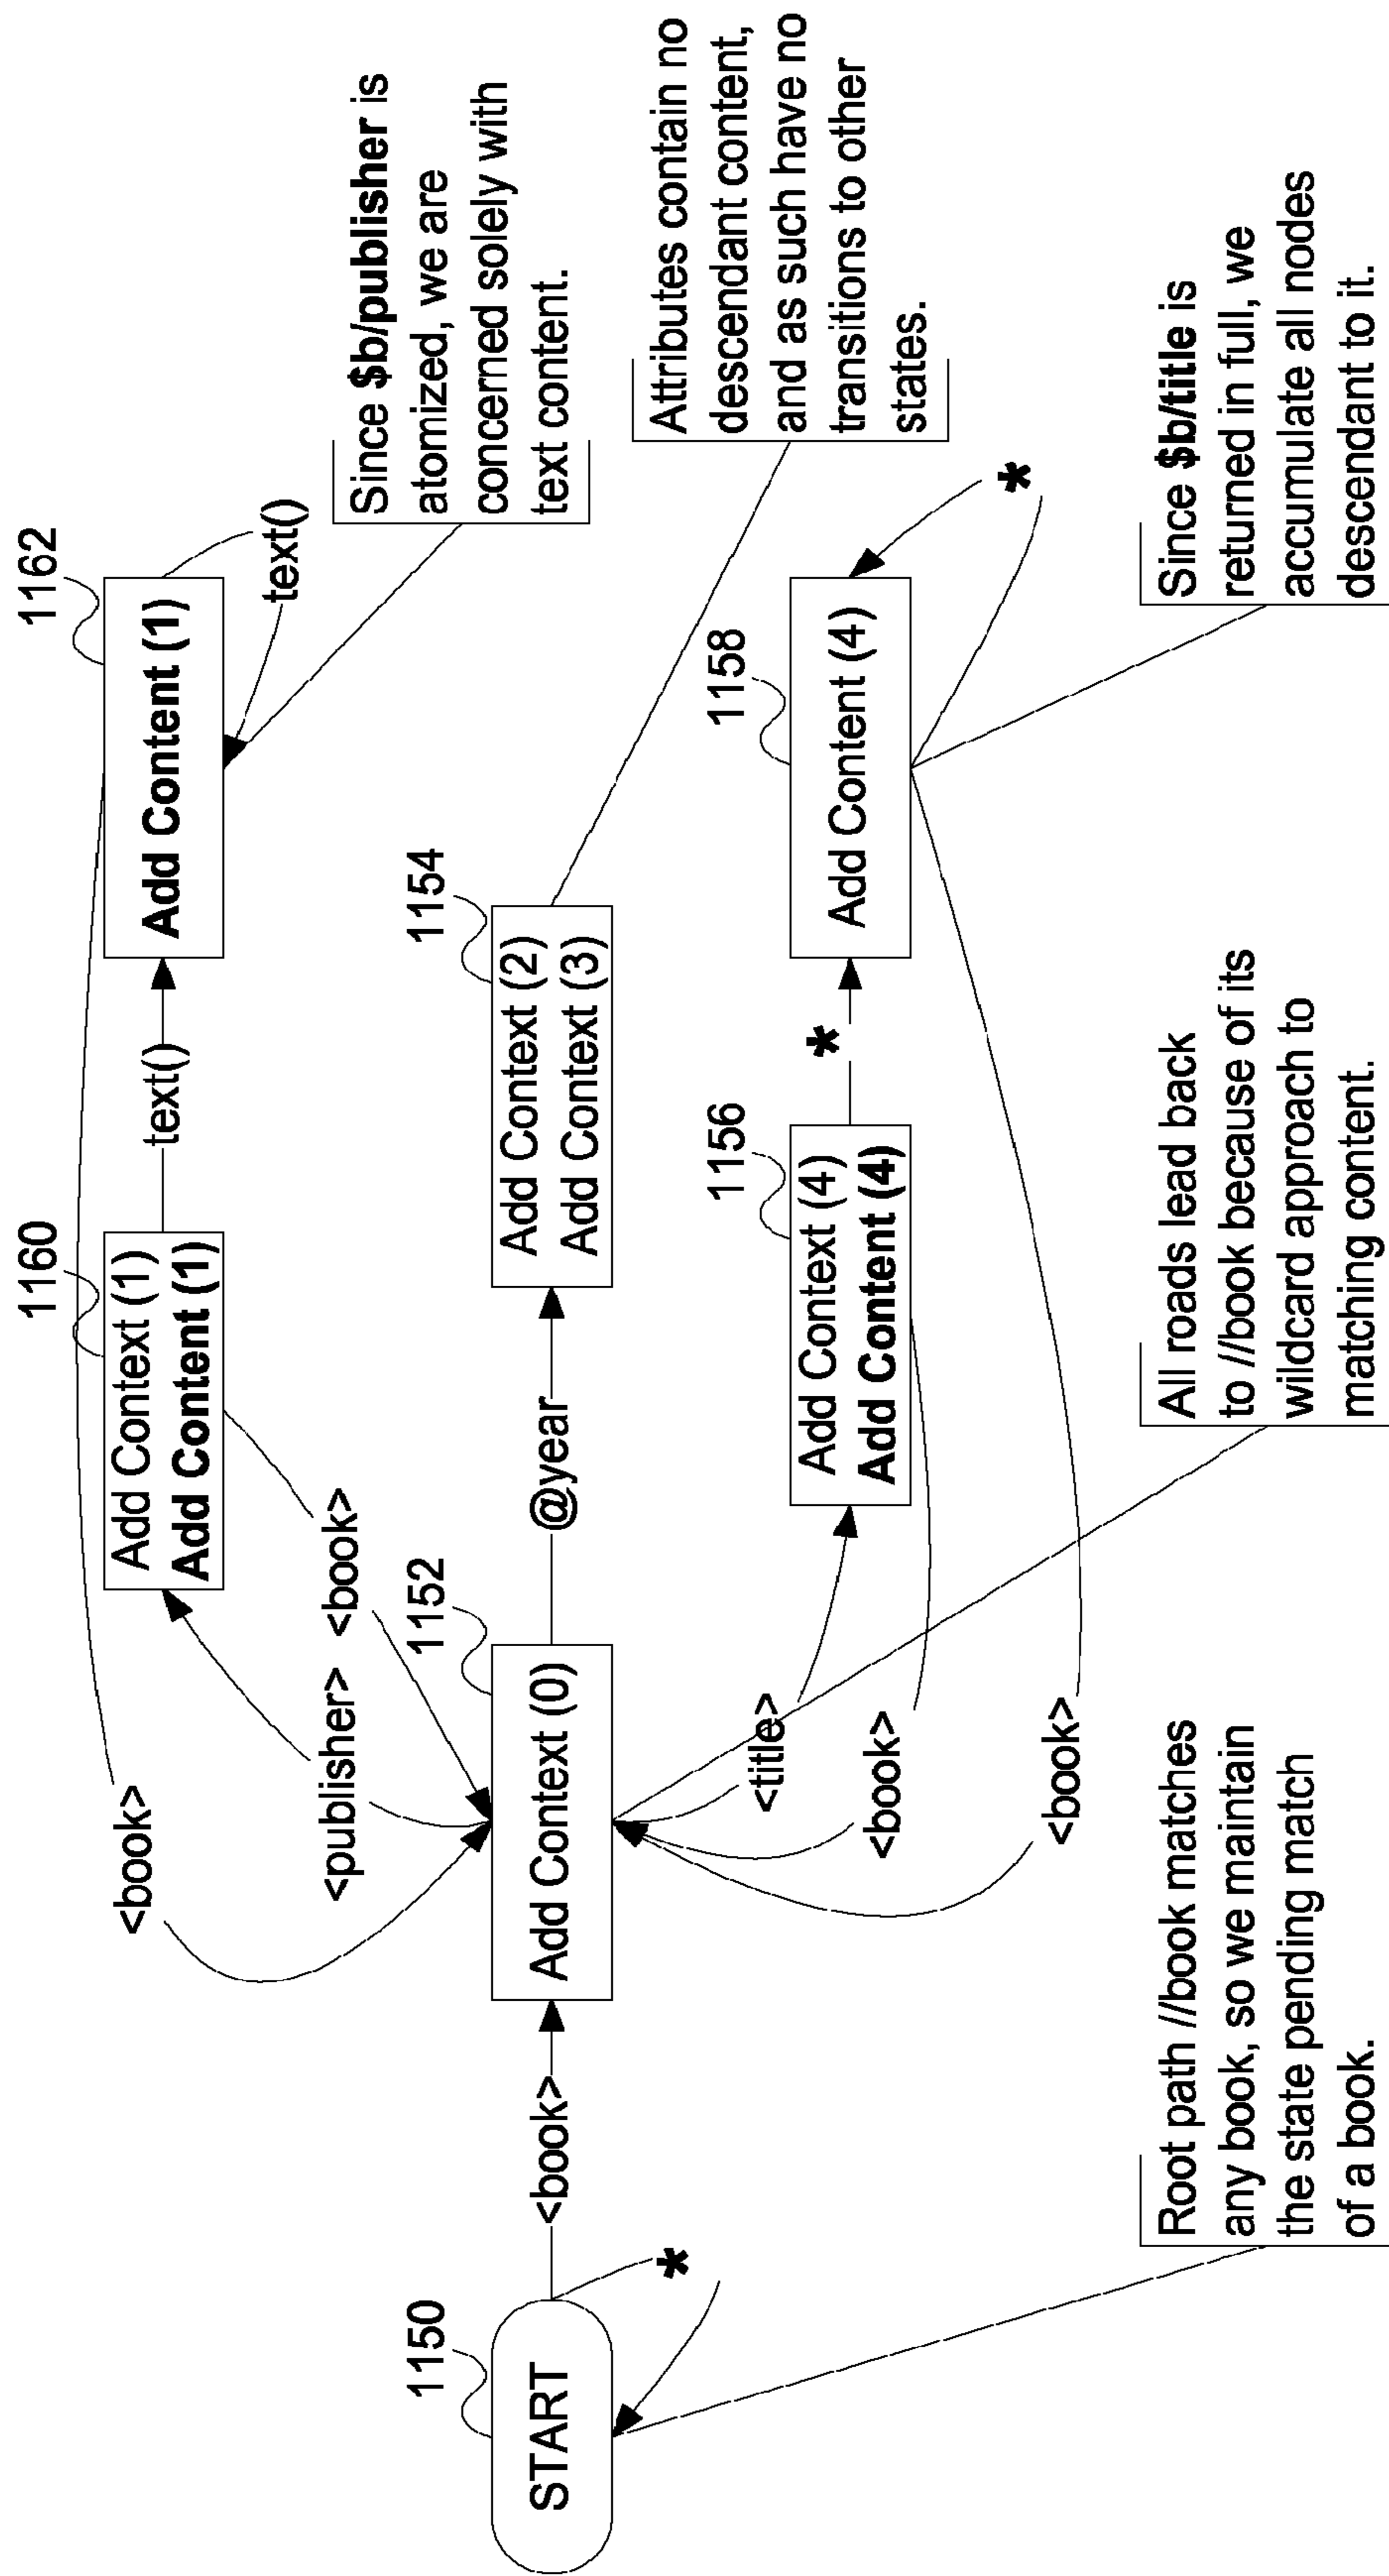 1162
Add Content (1)
text()
Since $b/publisher is
atomized, we are
concerned solely with
text content.
text()
1160
Add Context (1)
Add Content (1)
<book>
<publisher>
<book>
1154
Add Context (2)
Add Context (3)
Attributes contain no
descendant content,
and as such have no
transitions to other
states.
@year
1152
Add Context (0)
<book>
1150
START
*
1158
Add Content (4)
*
*
1156
Add Context (4)
Add Content (4)
<title>
<book>
<book>
Root path //book matches
any book, so we maintain
the state pending match
of a book.
All roads lead back
to //book because of its
wildcard approach to
matching content.
Since $b/title is
returned in full, we
accumulate all nodes
descendant to it.